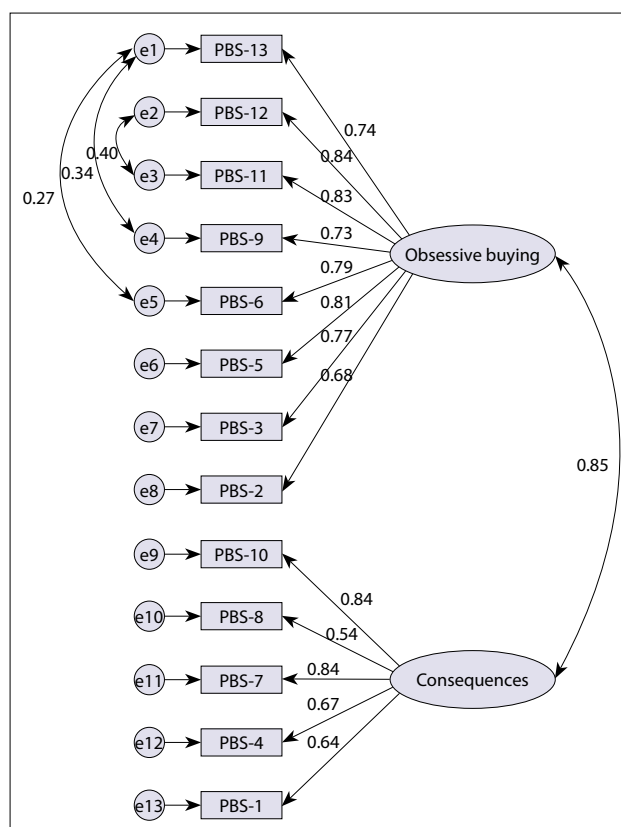 e1 PBS-13
0.74
e2 PBS-12
0.84
0.40
e3 PBS-11
0.34
0.83
0.27
e4 PBS-9
0.73
Obsessive buying
0.79
e5 PBS-6
0.81
0.77
e6 PBS-5
0.68
e7 PBS-3
0.85
e8 PBS-2
e9 PBS-10
0.84
e10 PBS-8
0.54
e11 PBS-7
0.84
Consequences
0.67
e12 PBS-4
0.64
e13 PBS-1